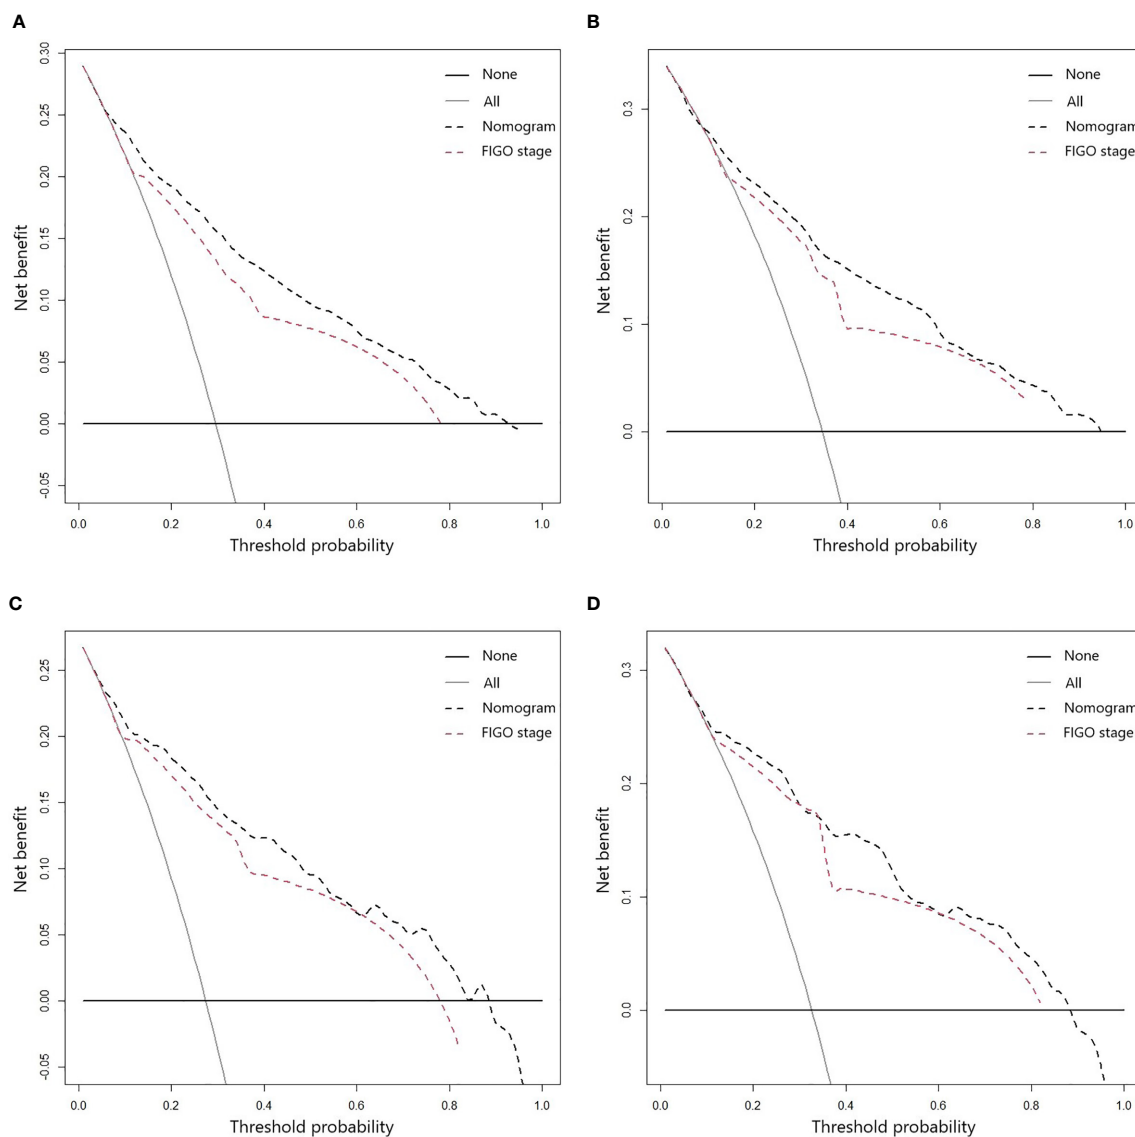 A
0.30
0.25
0.20
0.15
0.10
0.05
0.00
-0.05
Net benefit
None
All
Nomogram
FIGO stage
0.0 0.2 0.4 0.6 0.8 1.0
Threshold probability
B
0.3
0.2
0.1
0.0
Net benefit
None
All
Nomogram
FIGO stage
0.0 0.2 0.4 0.6 0.8 1.0
Threshold probability
C
0.25
0.20
0.15
0.10
0.05
0.00
-0.05
Net benefit
None
All
Nomogram
FIGO stage
0.0 0.2 0.4 0.6 0.8 1.0
Threshold probability
D
0.3
0.2
0.1
0.0
Net benefit
None
All
Nomogram
FIGO stage
0.0 0.2 0.4 0.6 0.8 1.0
Threshold probability